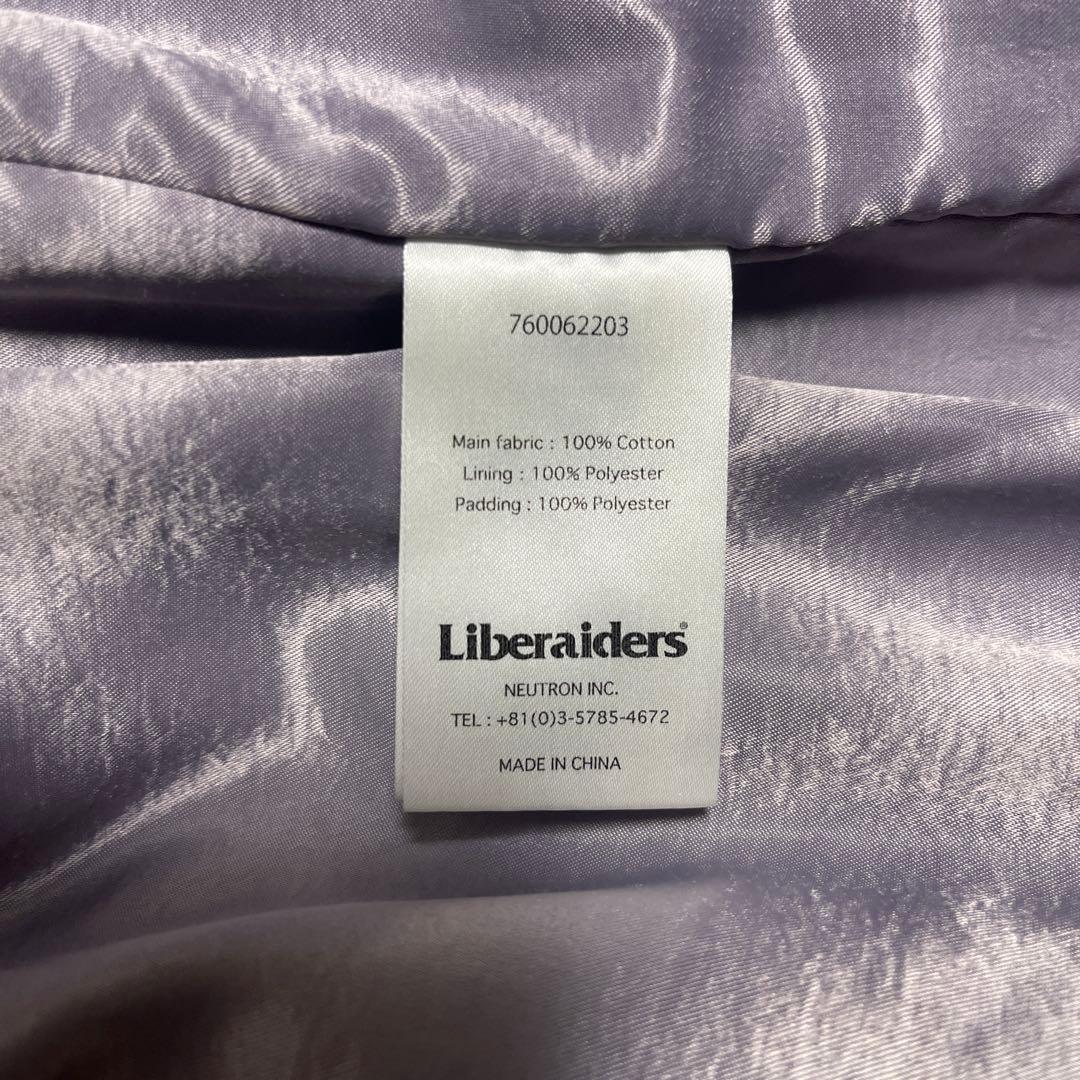 760062203
Main fabric : 100% Cotton
Lining : 100% Polyester
Padding : 100% Polyester
Liberaiders®
NEUTRON INC.
TEL : +81(0)3-5785-4672
MADE IN CHINA